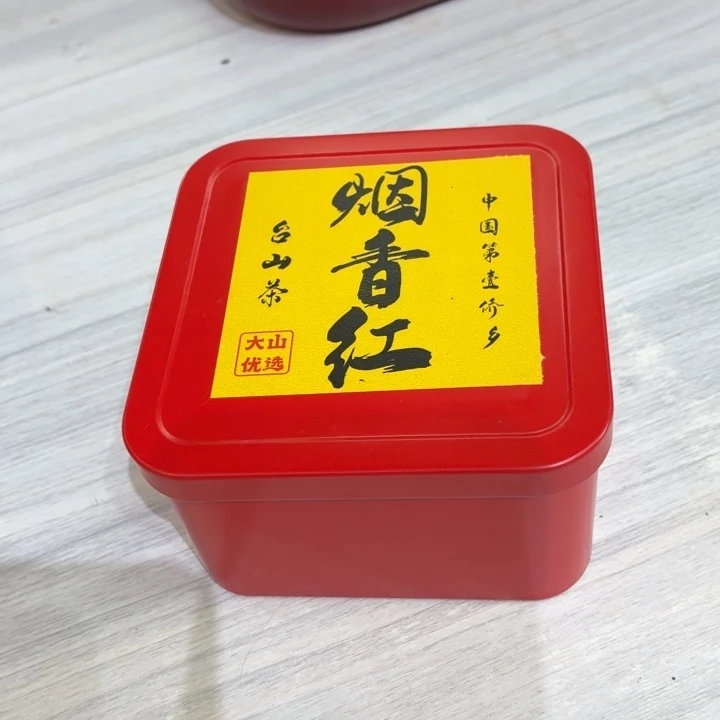 中国第壹侨乡
烟香红
台山茶
大山
优选